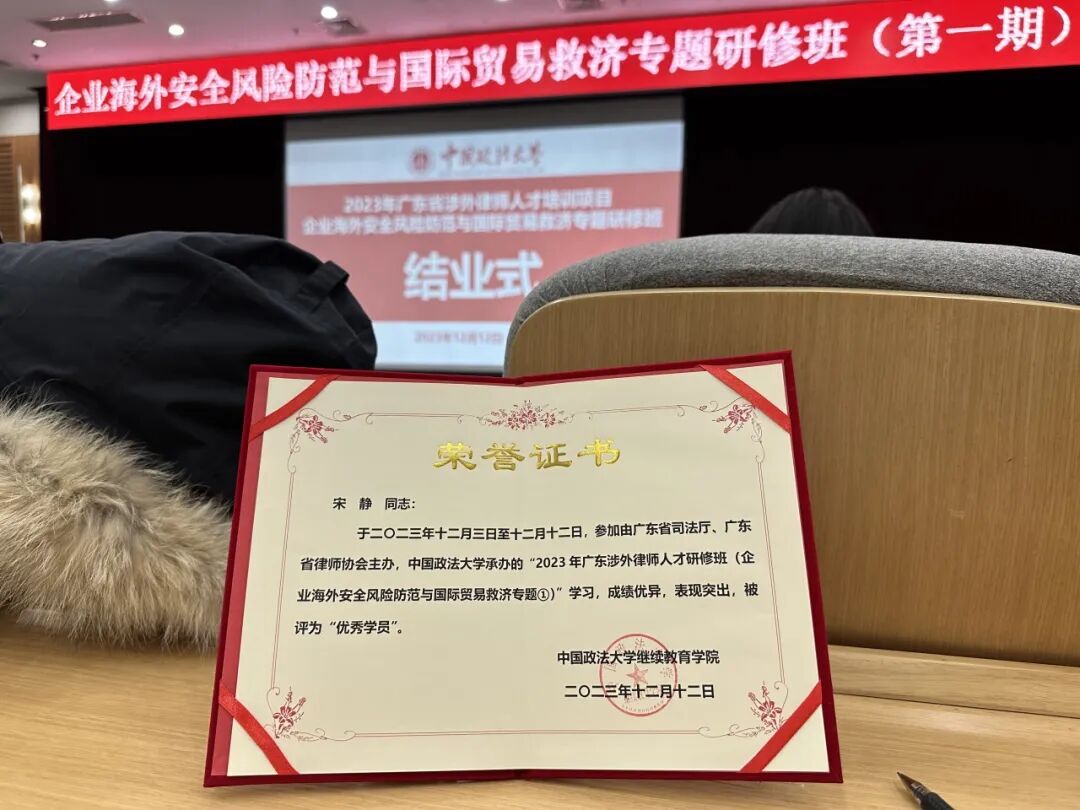 企业海外安全风险防范与国际贸易救济专题研修班（第一期）
中国政法大学
2023年广东省涉外律师人才培训项目
企业海外安全风险防范与国际贸易救济专题研修班
结业式
2023年12月12日
荣誉证书
宋 静 同志：
于二〇二三年十二月三日至十二月十二日，参加由广东省司法厅、广东
省律师协会主办，中国政法大学承办的“2023 年广东涉外律师人才研修班（企
业海外安全风险防范与国际贸易救济专题①）”学习，成绩优异，表现突出，被
评为“优秀学员”。
中国政法大学继续教育学院
二〇二三年十二月十二日